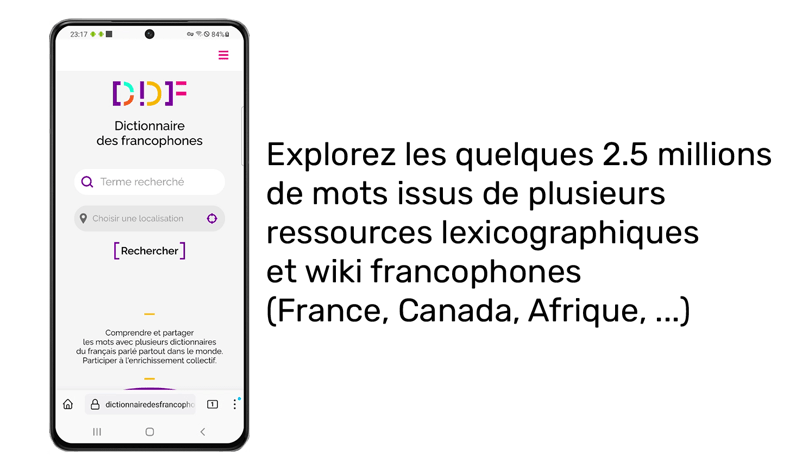 23:17
84%
DDF
Dictionnaire
des francophones
Terme recherché
Choisir une localisation
[Rechercher]
Comprendre et partager
les mots avec plusieurs dictionnaires
du français parlé partout dans le monde.
Participer à l'enrichissement collectif.
dictionnairedesfrancopho
1
Explorez les quelques 2.5 millions
de mots issus de plusieurs
ressources lexicographiques
et wiki francophones
(France, Canada, Afrique, ...)